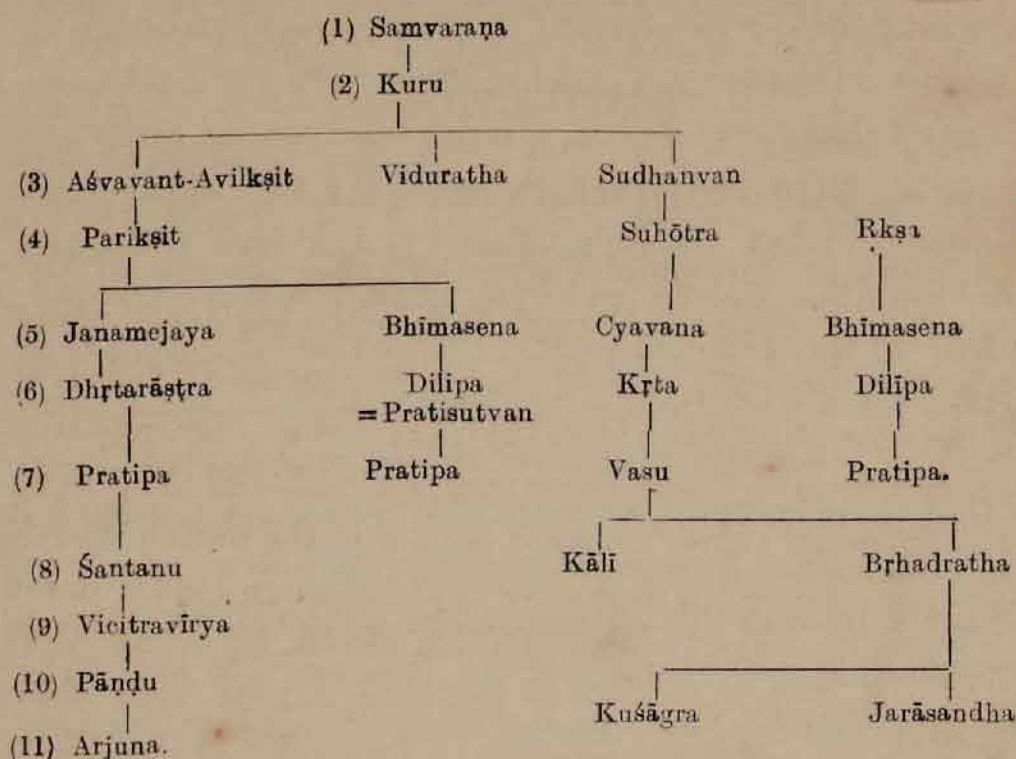 (1) Samvaraṇa
(2) Kuru
(3) Aśvavant-Avilkṣit Viduratha Sudhanvan
(4) Parikṣit Suhōtra Rkṣa
(5) Janamejaya Bhīmasena Cyavana Bhīmasena
(6) Dhṛtarāṣṭra Dilipa Kṛta Dilīpa
=Pratisutvan
(7) Pratipa Pratipa Vasu Pratipa.
(8) Śantanu Kālī Bṛhadratha
(9) Vicitravīrya
(10) Pāṇḍu Kuśāgra Jarāsandha
(11) Arjuna.